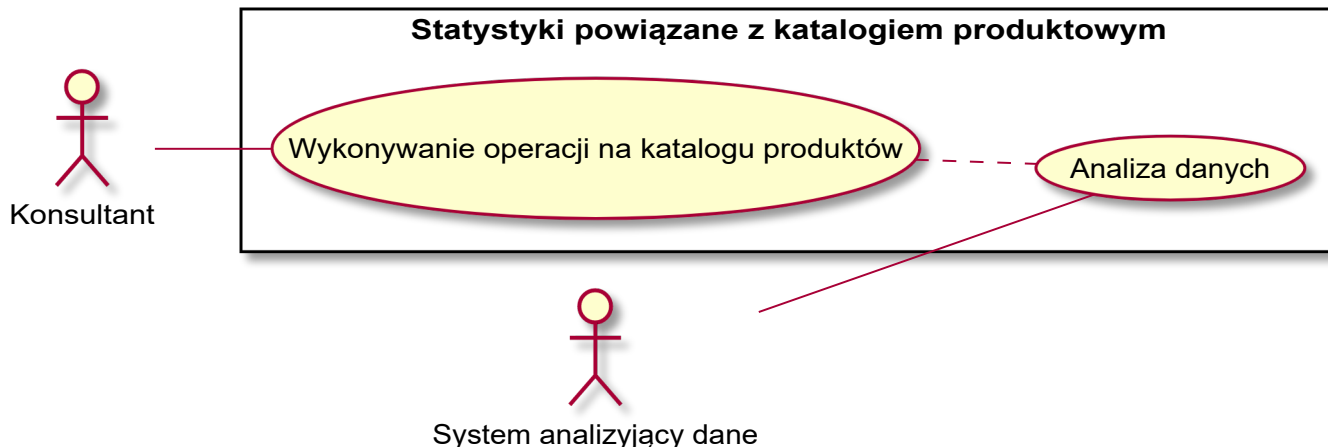 Statystyki powiązane z katalogiem produktowym
Wykonywanie operacji na katalogu produktów
Analiza danych
Konsultant
System analizyjący dane